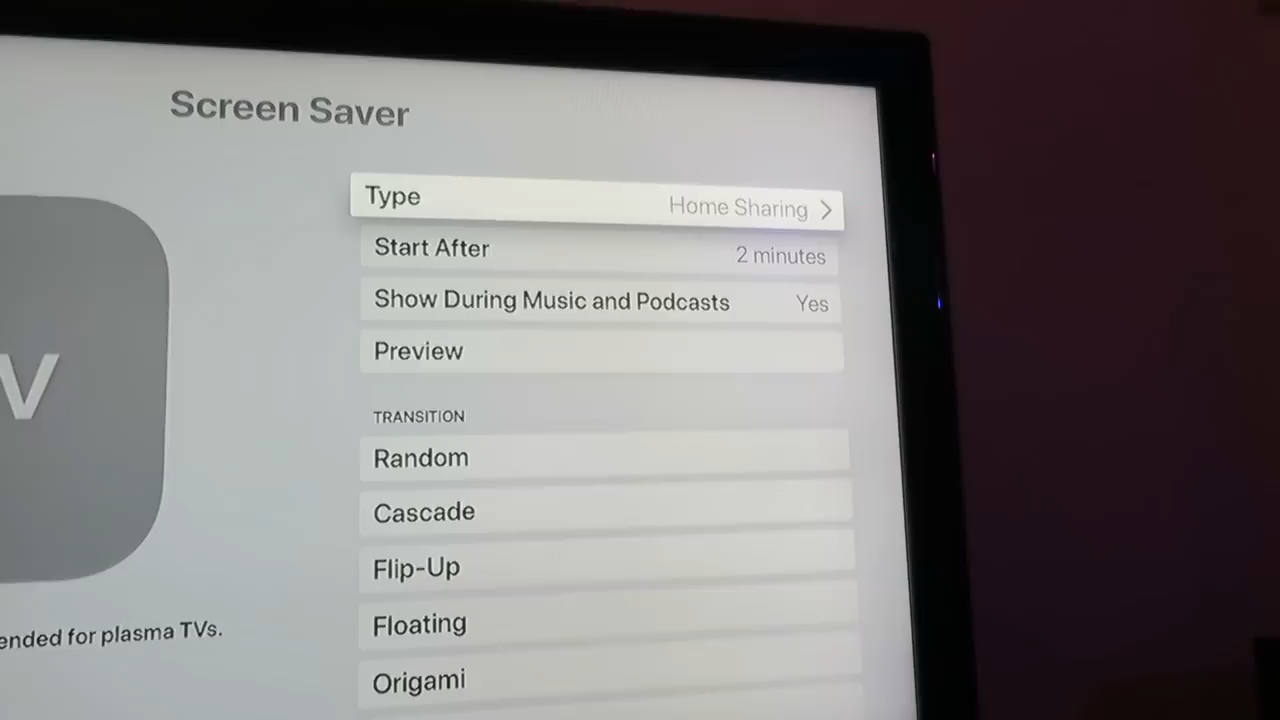 Screen Saver
Type Home Sharing
Start After 2 minutes
Show During Music and Podcasts Yes
Preview
TRANSITION
Random
Cascade
Flip-Up
Floating
Origami
V
for plasma TVs.